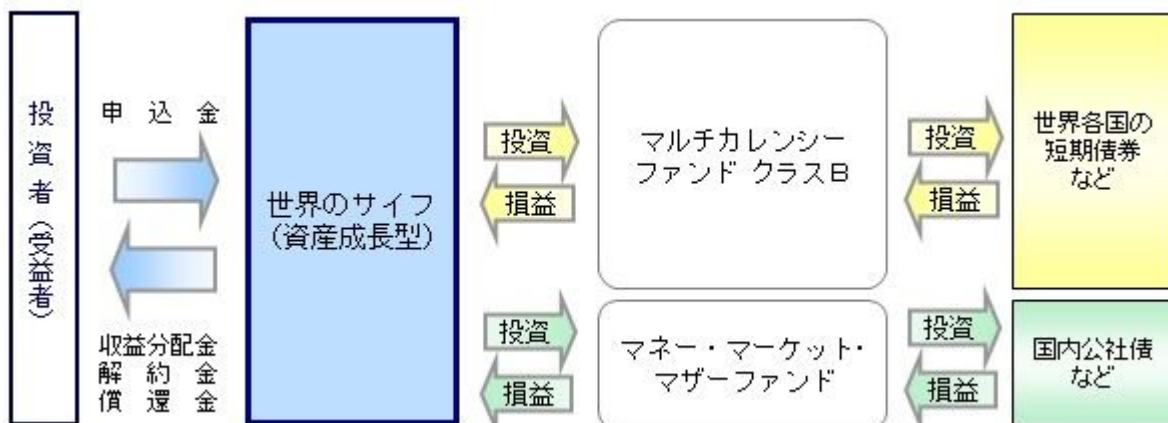 投資者（受益者）
申　込　金
収益分配金
解　約　金
償　還　金
世界のサイフ
（資産成長型）
投資
損益
マルチカレンシー
ファンド クラスＢ
投資
損益
世界各国の
短期債券
など
投資
損益
マネー・マーケット・
マザーファンド
投資
損益
国内公社債
など